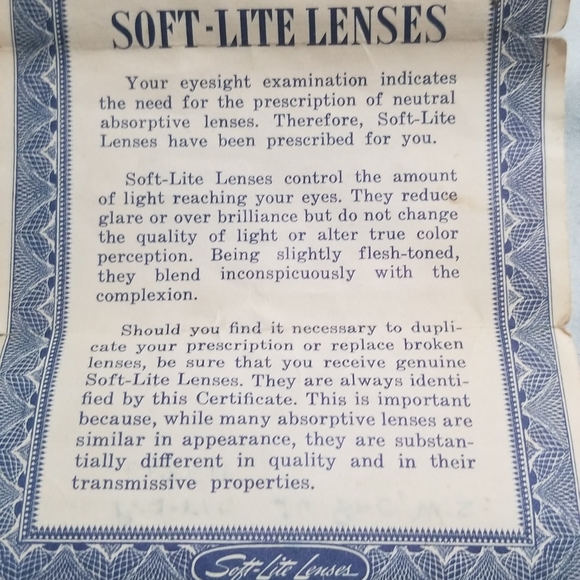 SOFT-LITE LENSES
Your eyesight examination indicates
the need for the prescription of neutral
absorptive lenses. Therefore, Soft-Lite
Lenses have been prescribed for you.
Soft-Lite Lenses control the amount
of light reaching your eyes. They reduce
glare or over brilliance but do not change
the quality of light or alter true color
perception. Being slightly flesh-toned,
they blend inconspicuously with the
complexion.
Should you find it necessary to dupli-
cate your prescription or replace broken
lenses, be sure that you receive genuine
Soft-Lite Lenses. They are always identi-
fied by this Certificate. This is important
because, while many absorptive lenses are
similar in appearance, they are substan-
tially different in quality and in their
transmissive properties.
Soft-Lite Lenses